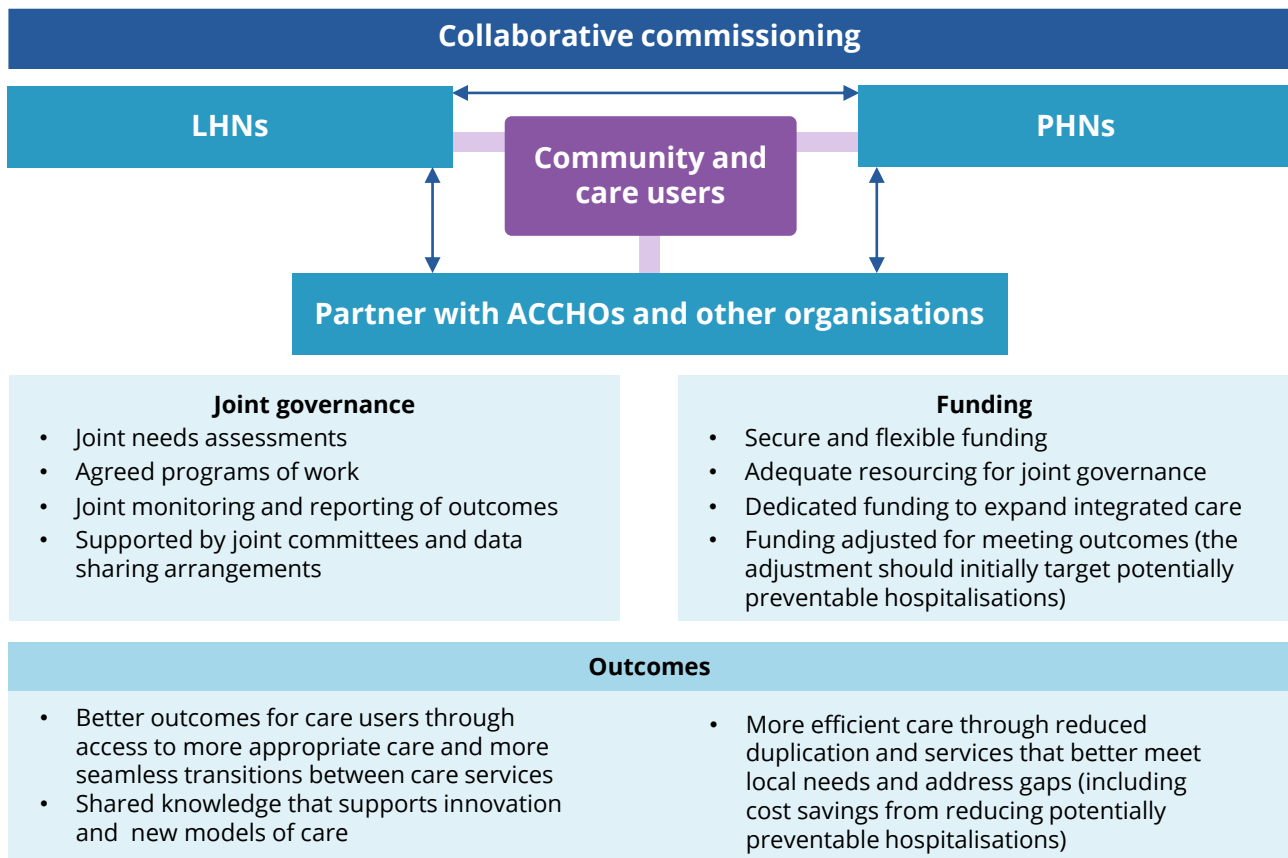 Collaborative commissioning
LHNs
PHNs
Community and
care users
Partner with ACCHOs and other organisations
Joint governance
• Joint needs assessments
• Agreed programs of work
• Joint monitoring and reporting of outcomes
• Supported by joint committees and data
sharing arrangements
Funding
• Secure and flexible funding
• Adequate resourcing for joint governance
• Dedicated funding to expand integrated care
• Funding adjusted for meeting outcomes (the
adjustment should initially target potentially
preventable hospitalisations)
Outcomes
• Better outcomes for care users through
access to more appropriate care and more
seamless transitions between care services
• Shared knowledge that supports innovation
and new models of care
• More efficient care through reduced
duplication and services that better meet
local needs and address gaps (including
cost savings from reducing potentially
preventable hospitalisations)